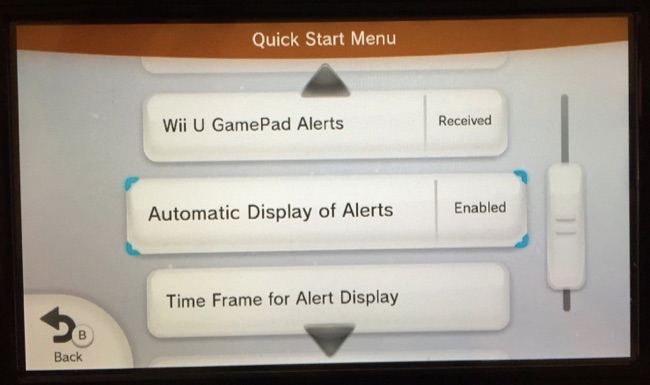 Quick Start Menu
Wii U GamePad Alerts
Received
Automatic Display of Alerts
Enabled
Time Frame for Alert Display
B
Back